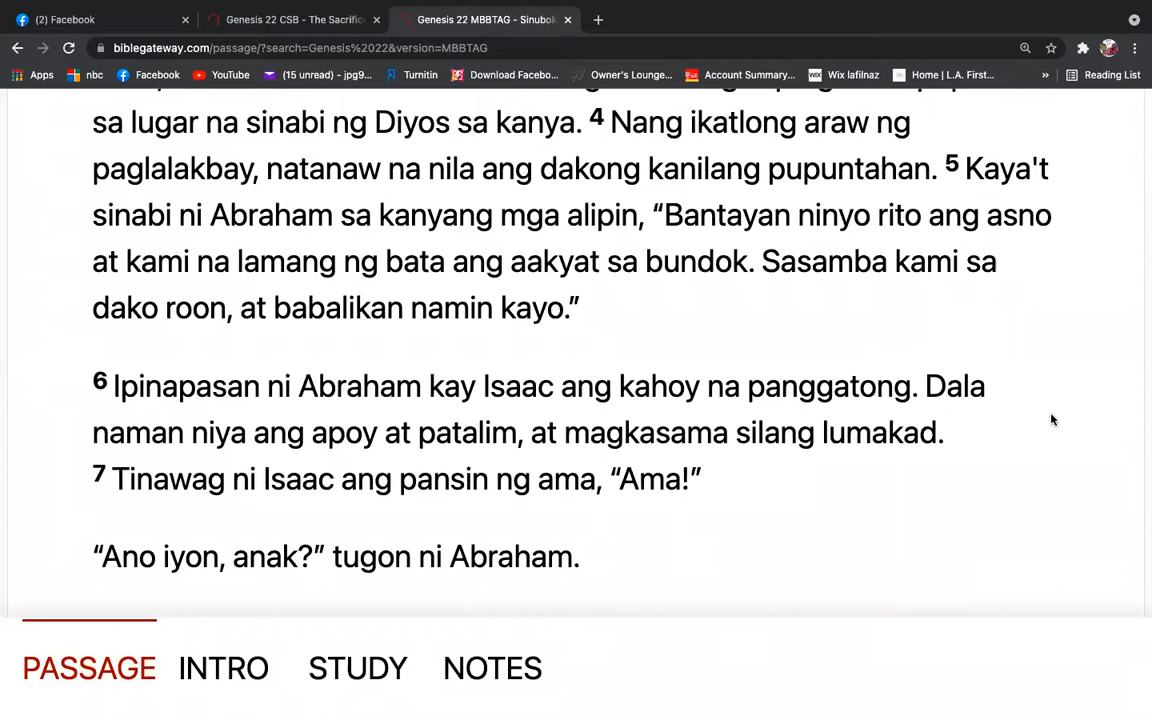 (2) Facebook
Genesis 22 CSB - The Sacrific
Genesis 22 MBBTAG - Sinubok
biblegateway.com/passage/?search=Genesis%2022&version=MBBTAG
Apps nbc Facebook YouTube (15 unread) - jpg9... Turnitin Download Facebo... Owner's Lounge... Account Summary... Wix lafilnaz Home | L.A. First... » Reading List
sa lugar na sinabi ng Diyos sa kanya. 4 Nang ikatlong araw ng
paglalakbay, natanaw na nila ang dakong kanilang pupuntahan. 5 Kaya't
sinabi ni Abraham sa kanyang mga alipin, “Bantayan ninyo rito ang asno
at kami na lamang ng bata ang aakyat sa bundok. Sasamba kami sa
dako roon, at babalikan namin kayo.”
6 Ipinapasan ni Abraham kay Isaac ang kahoy na panggatong. Dala
naman niya ang apoy at patalim, at magkasama silang lumakad.
7 Tinawag ni Isaac ang pansin ng ama, “Ama!”
“Ano iyon, anak?” tugon ni Abraham.
PASSAGE INTRO STUDY NOTES